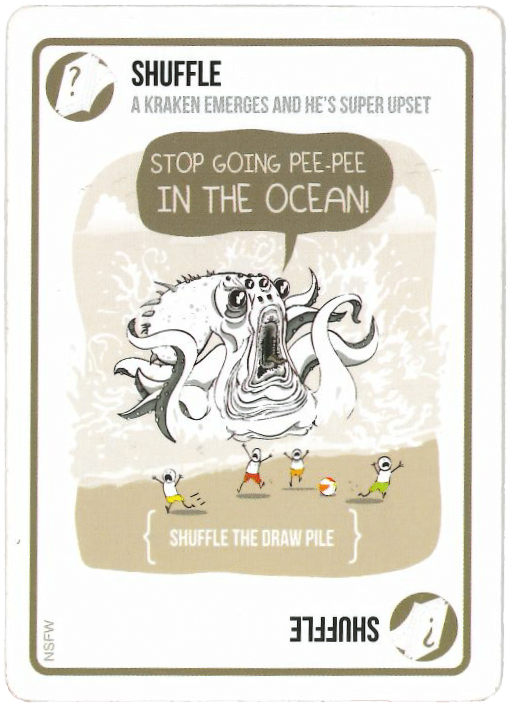 ?
SHUFFLE
A KRAKEN EMERGES AND HE'S SUPER UPSET
STOP GOING PEE-PEE
IN THE OCEAN!
{ SHUFFLE THE DRAW PILE }
NSFW
SHUFFLE
?